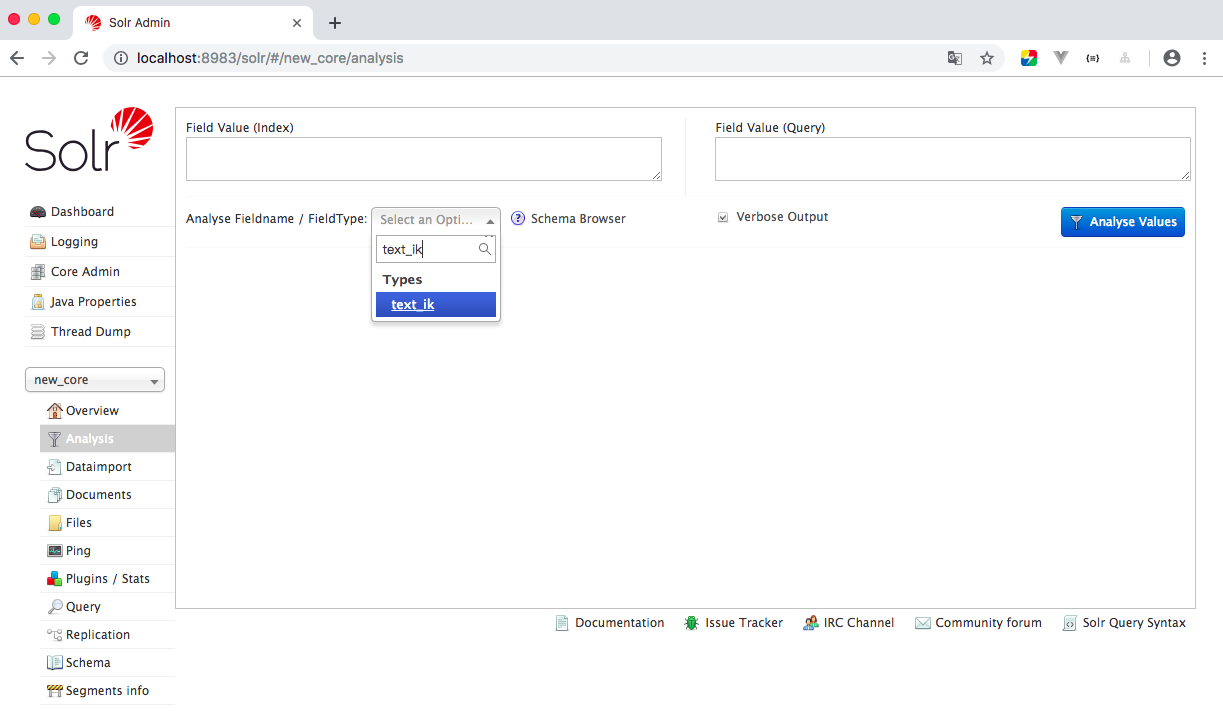 Solr Admin
localhost:8983/solr/#/new_core/analysis
Solr
Field Value (Index)
Field Value (Query)
Analyse Fieldname / FieldType:
Select an Opti...
Schema Browser
Verbose Output
Analyse Values
text_ik
Types
text_ik
Dashboard
Logging
Core Admin
Java Properties
Thread Dump
new_core
Overview
Analysis
Dataimport
Documents
Files
Ping
Plugins / Stats
Query
Replication
Schema
Segments info
Documentation
Issue Tracker
IRC Channel
Community forum
Solr Query Syntax